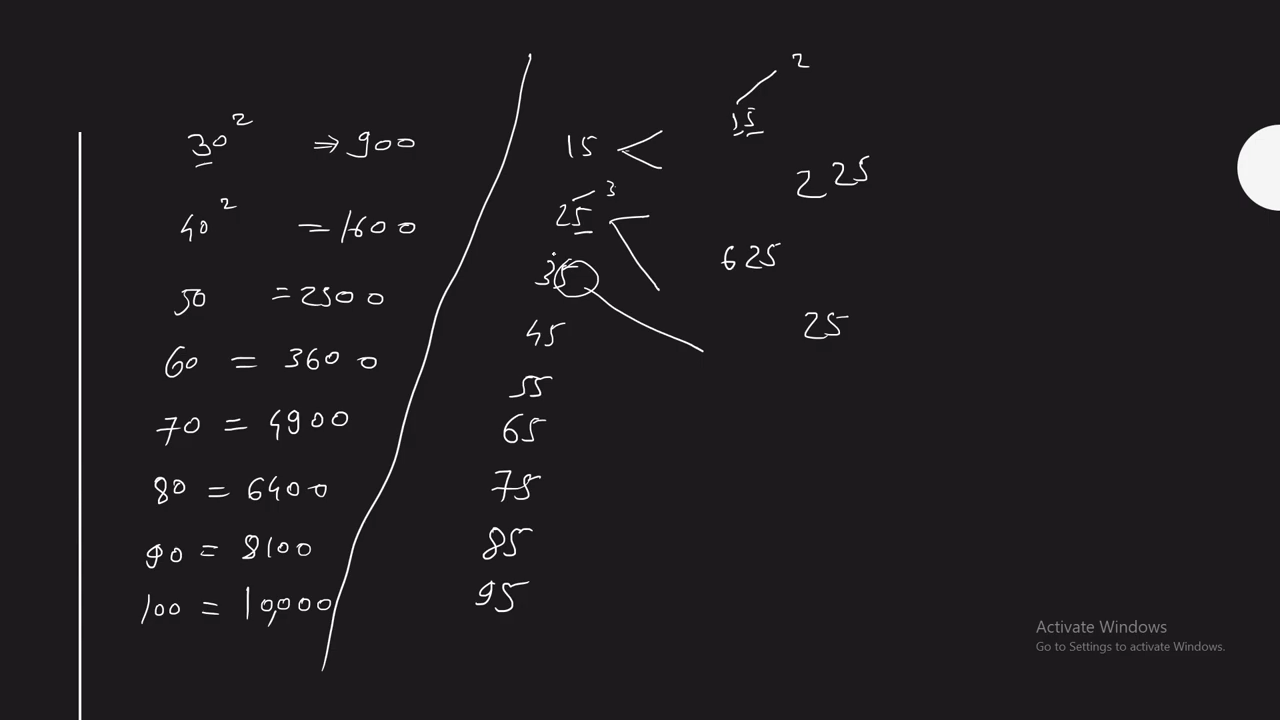 30² ⇒ 900
40² = 1600
50 = 2500
60 = 3600
70 = 4900
80 = 6400
90 = 8100
100 = 10,000
15 <
25 ³
35
45
55
65
75
85
95
15 ²
225
625
25
Activate Windows
Go to Settings to activate Windows.